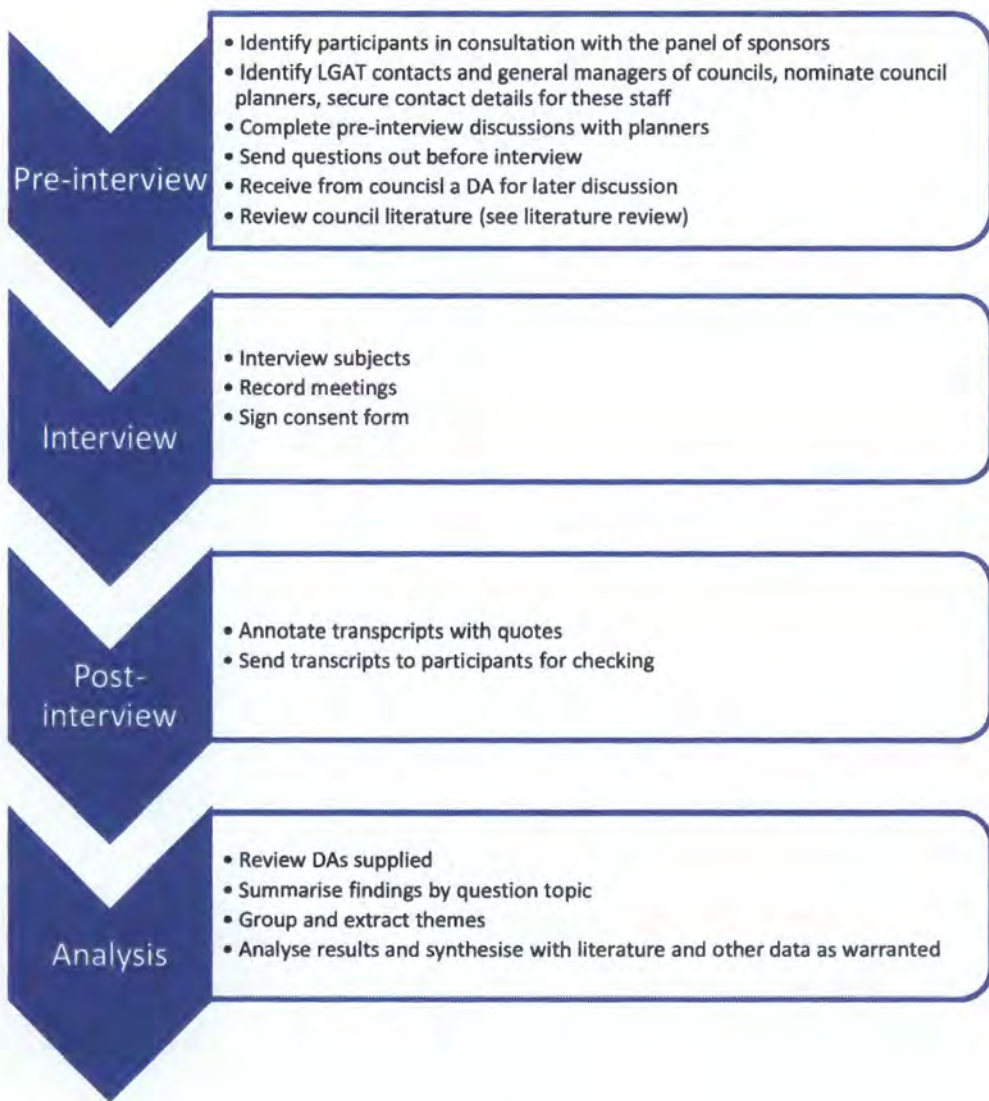 Pre-interview
• Identify participants in consultation with the panel of sponsors
• Identify LGAT contacts and general managers of councils, nominate council
planners, secure contact details for these staff
• Complete pre-interview discussions with planners
• Send questions out before interview
• Receive from councisl a DA for later discussion
• Review council literature (see literature review)
Interview
• Interview subjects
• Record meetings
• Sign consent form
Post-
interview
• Annotate transpcripts with quotes
• Send transcripts to participants for checking
Analysis
• Review DAs supplied
• Summarise findings by question topic
• Group and extract themes
• Analyse results and synthesise with literature and other data as warranted